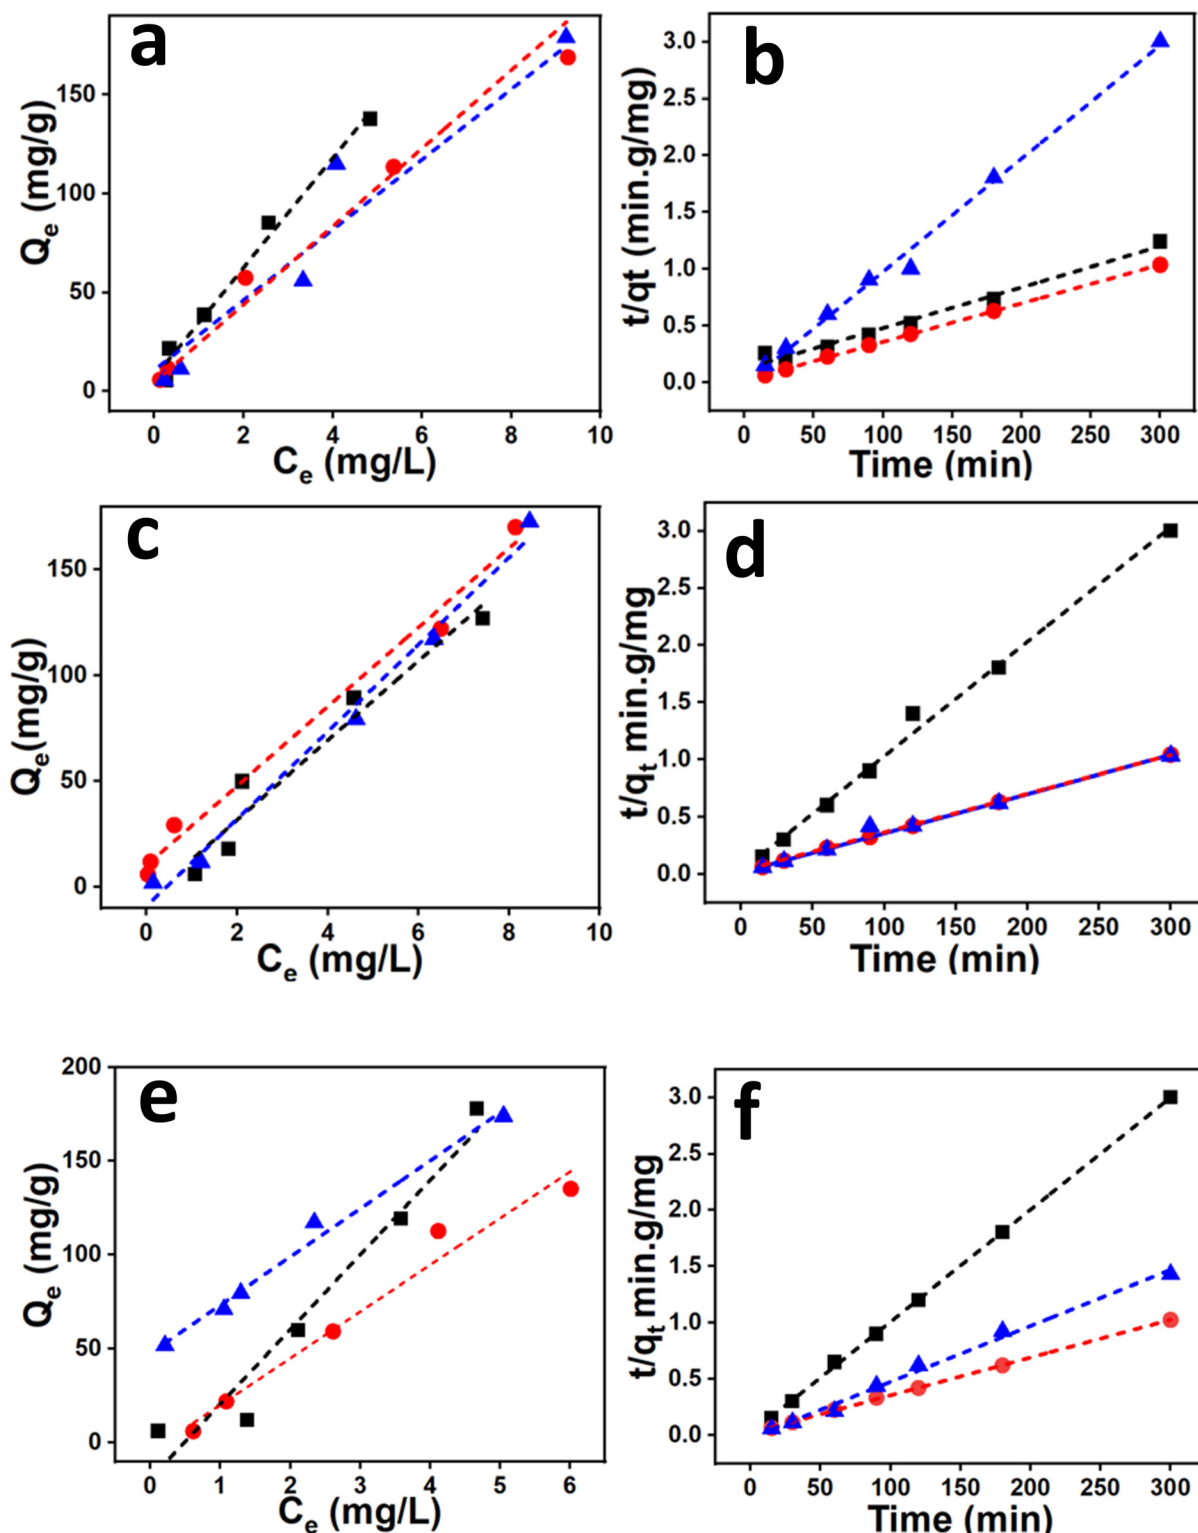 a
150
100
50
0
Qe (mg/g)
0 2 4 6 8 10
Ce (mg/L)
b
3.0
2.5
2.0
1.5
1.0
0.5
0.0
t/qt (min.g/mg)
0 50 100 150 200 250 300
Time (min)
c
150
100
50
0
Qe(mg/g)
0 2 4 6 8 10
Ce (mg/L)
d
3.0
2.5
2.0
1.5
1.0
0.5
0.0
t/qt min.g/mg
0 50 100 150 200 250 300
Time (min)
e
200
150
100
50
0
Qe (mg/g)
0 1 2 3 4 5 6
Ce (mg/L)
f
3.0
2.5
2.0
1.5
1.0
0.5
0.0
t/qt min.g/mg
0 50 100 150 200 250 300
Time (min)